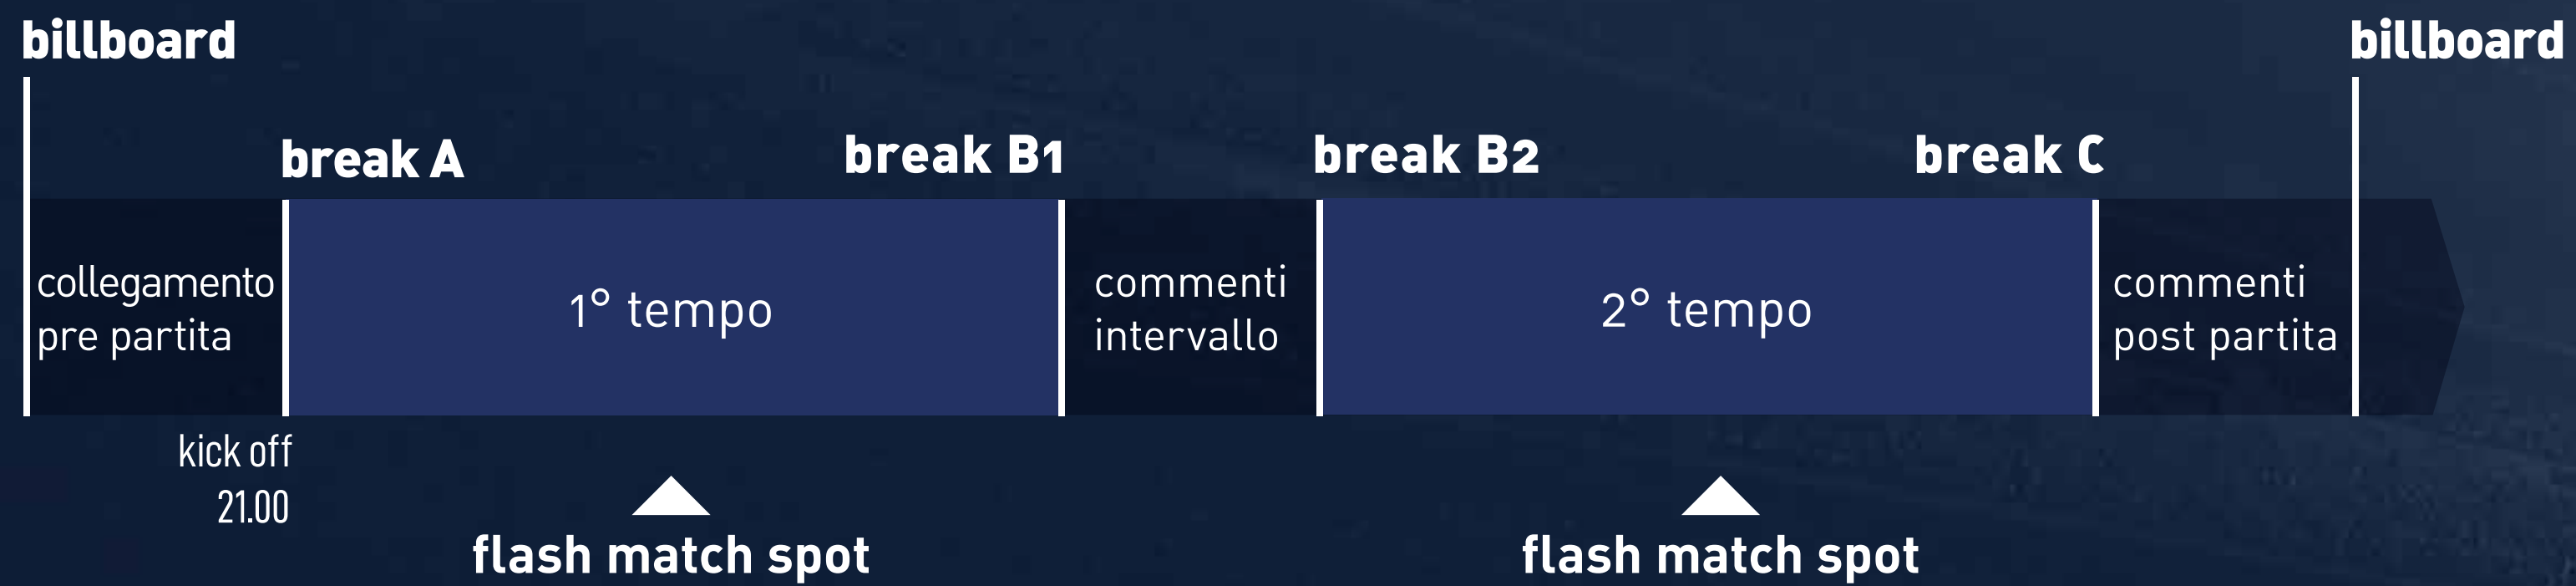 billboard
billboard
break A
break B1
break B2
break C
collegamento
pre partita
1° tempo
commenti
intervallo
2° tempo
commenti
post partita
kick off
21.00
flash match spot
flash match spot